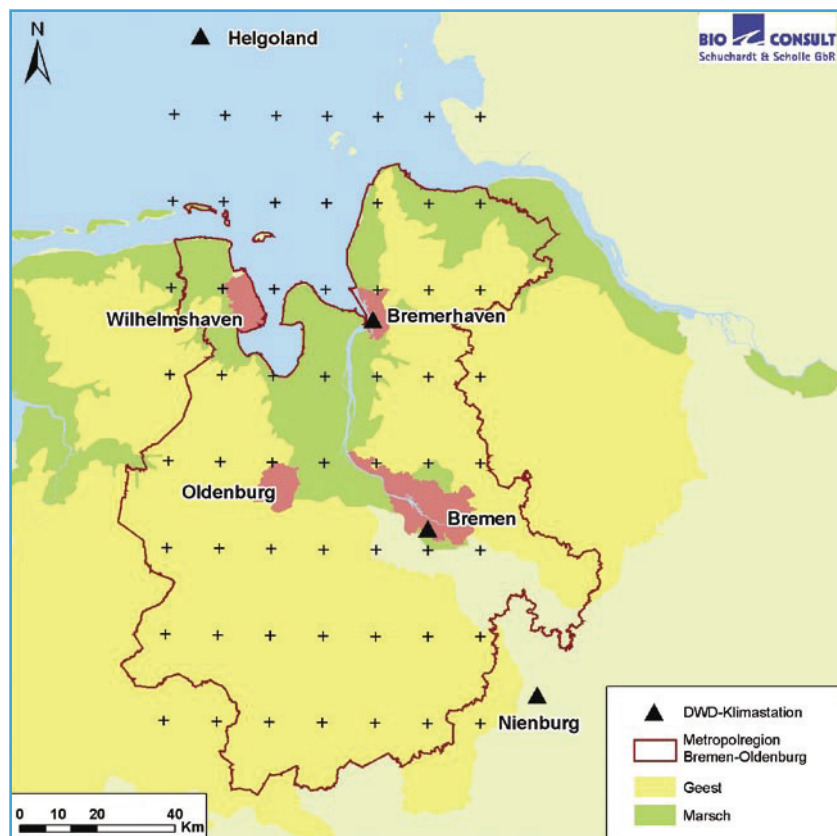 N
Helgoland
BIO CONSULT
Schuchardt & Scholle GbR
Wilhelmshaven
Bremerhaven
Oldenburg
Bremen
Nienburg
DWD-Klimastation
Metropolregion
Bremen-Oldenburg
Geest
Marsch
0 10 20 40
Km